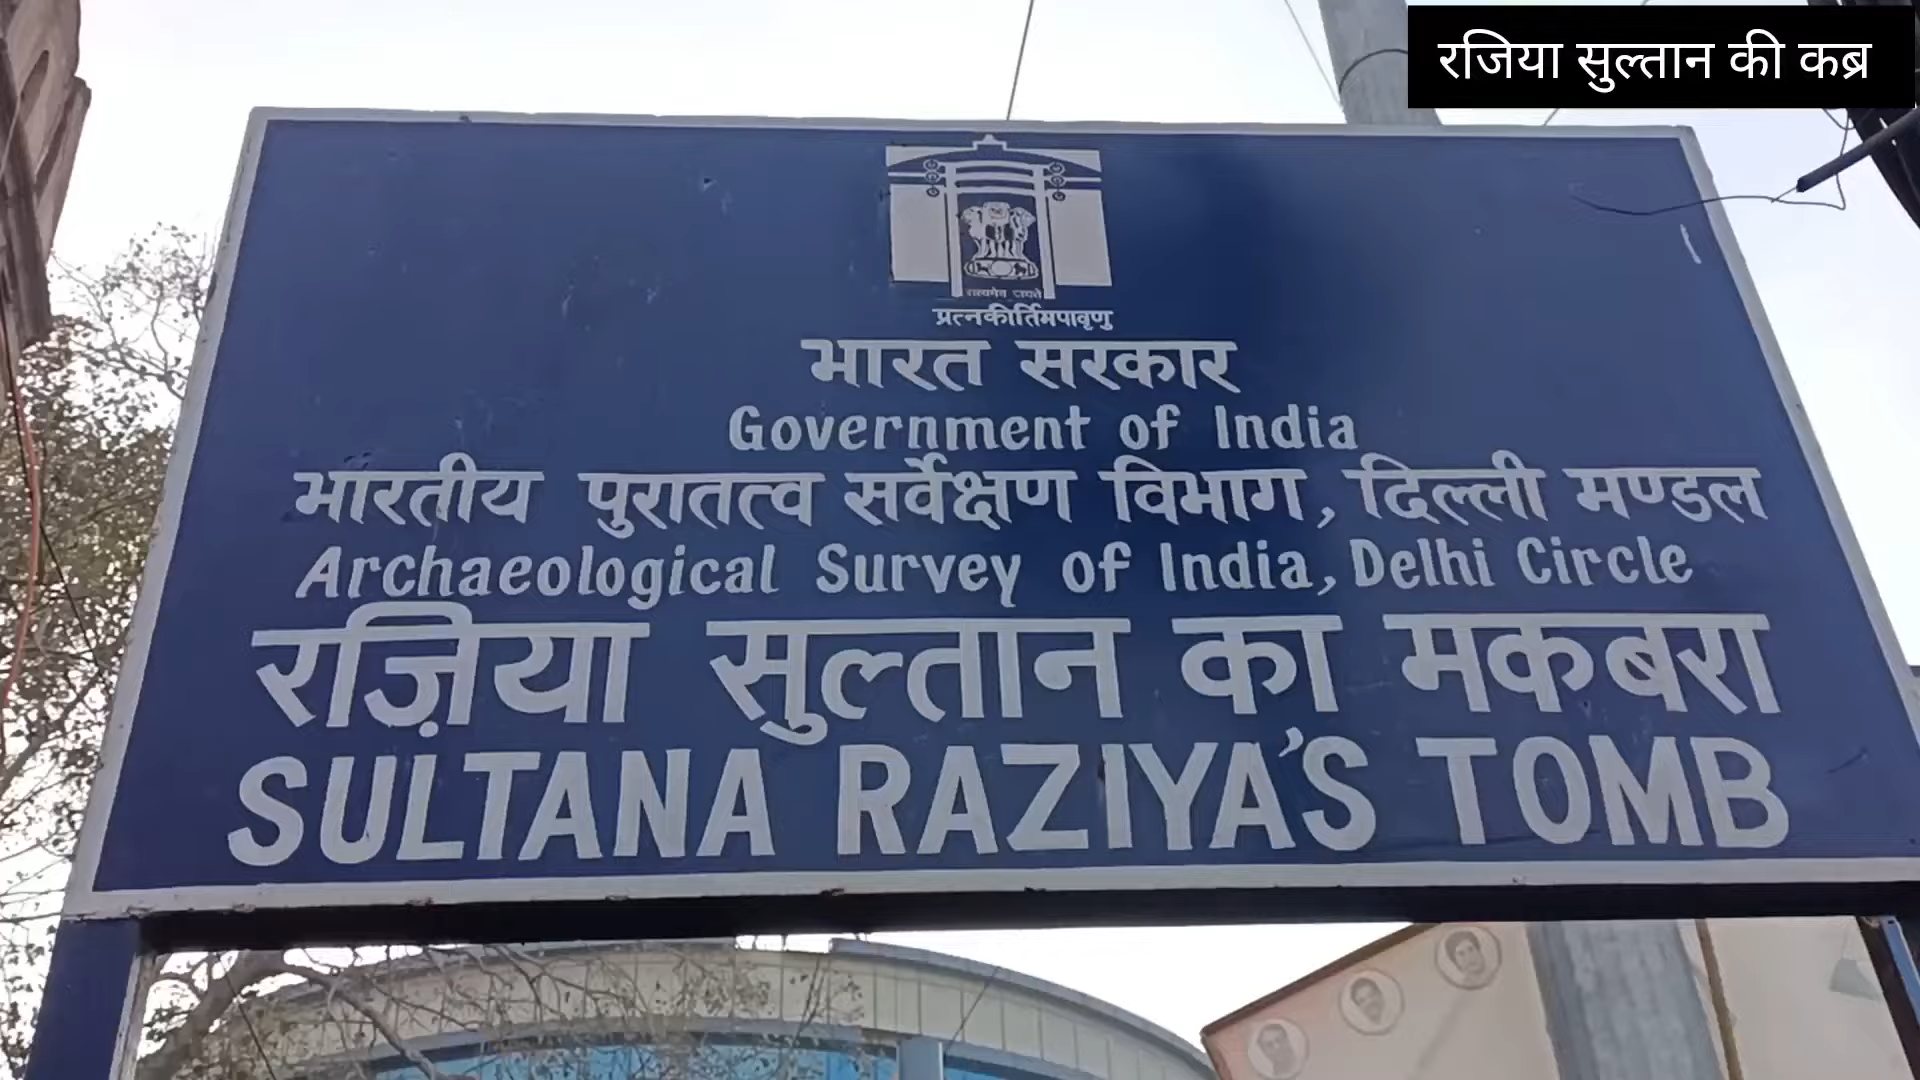 रजिया सुल्तान की कब्र
सत्यमेव जयते
प्रत्नकीर्तिमपावृणु
भारत सरकार
Government of India
भारतीय पुरातत्व सर्वेक्षण विभाग, दिल्ली मण्डल
Archaeological Survey of India, Delhi Circle
रज़िया सुल्तान का मकबरा
SULTANA RAZIYA'S TOMB